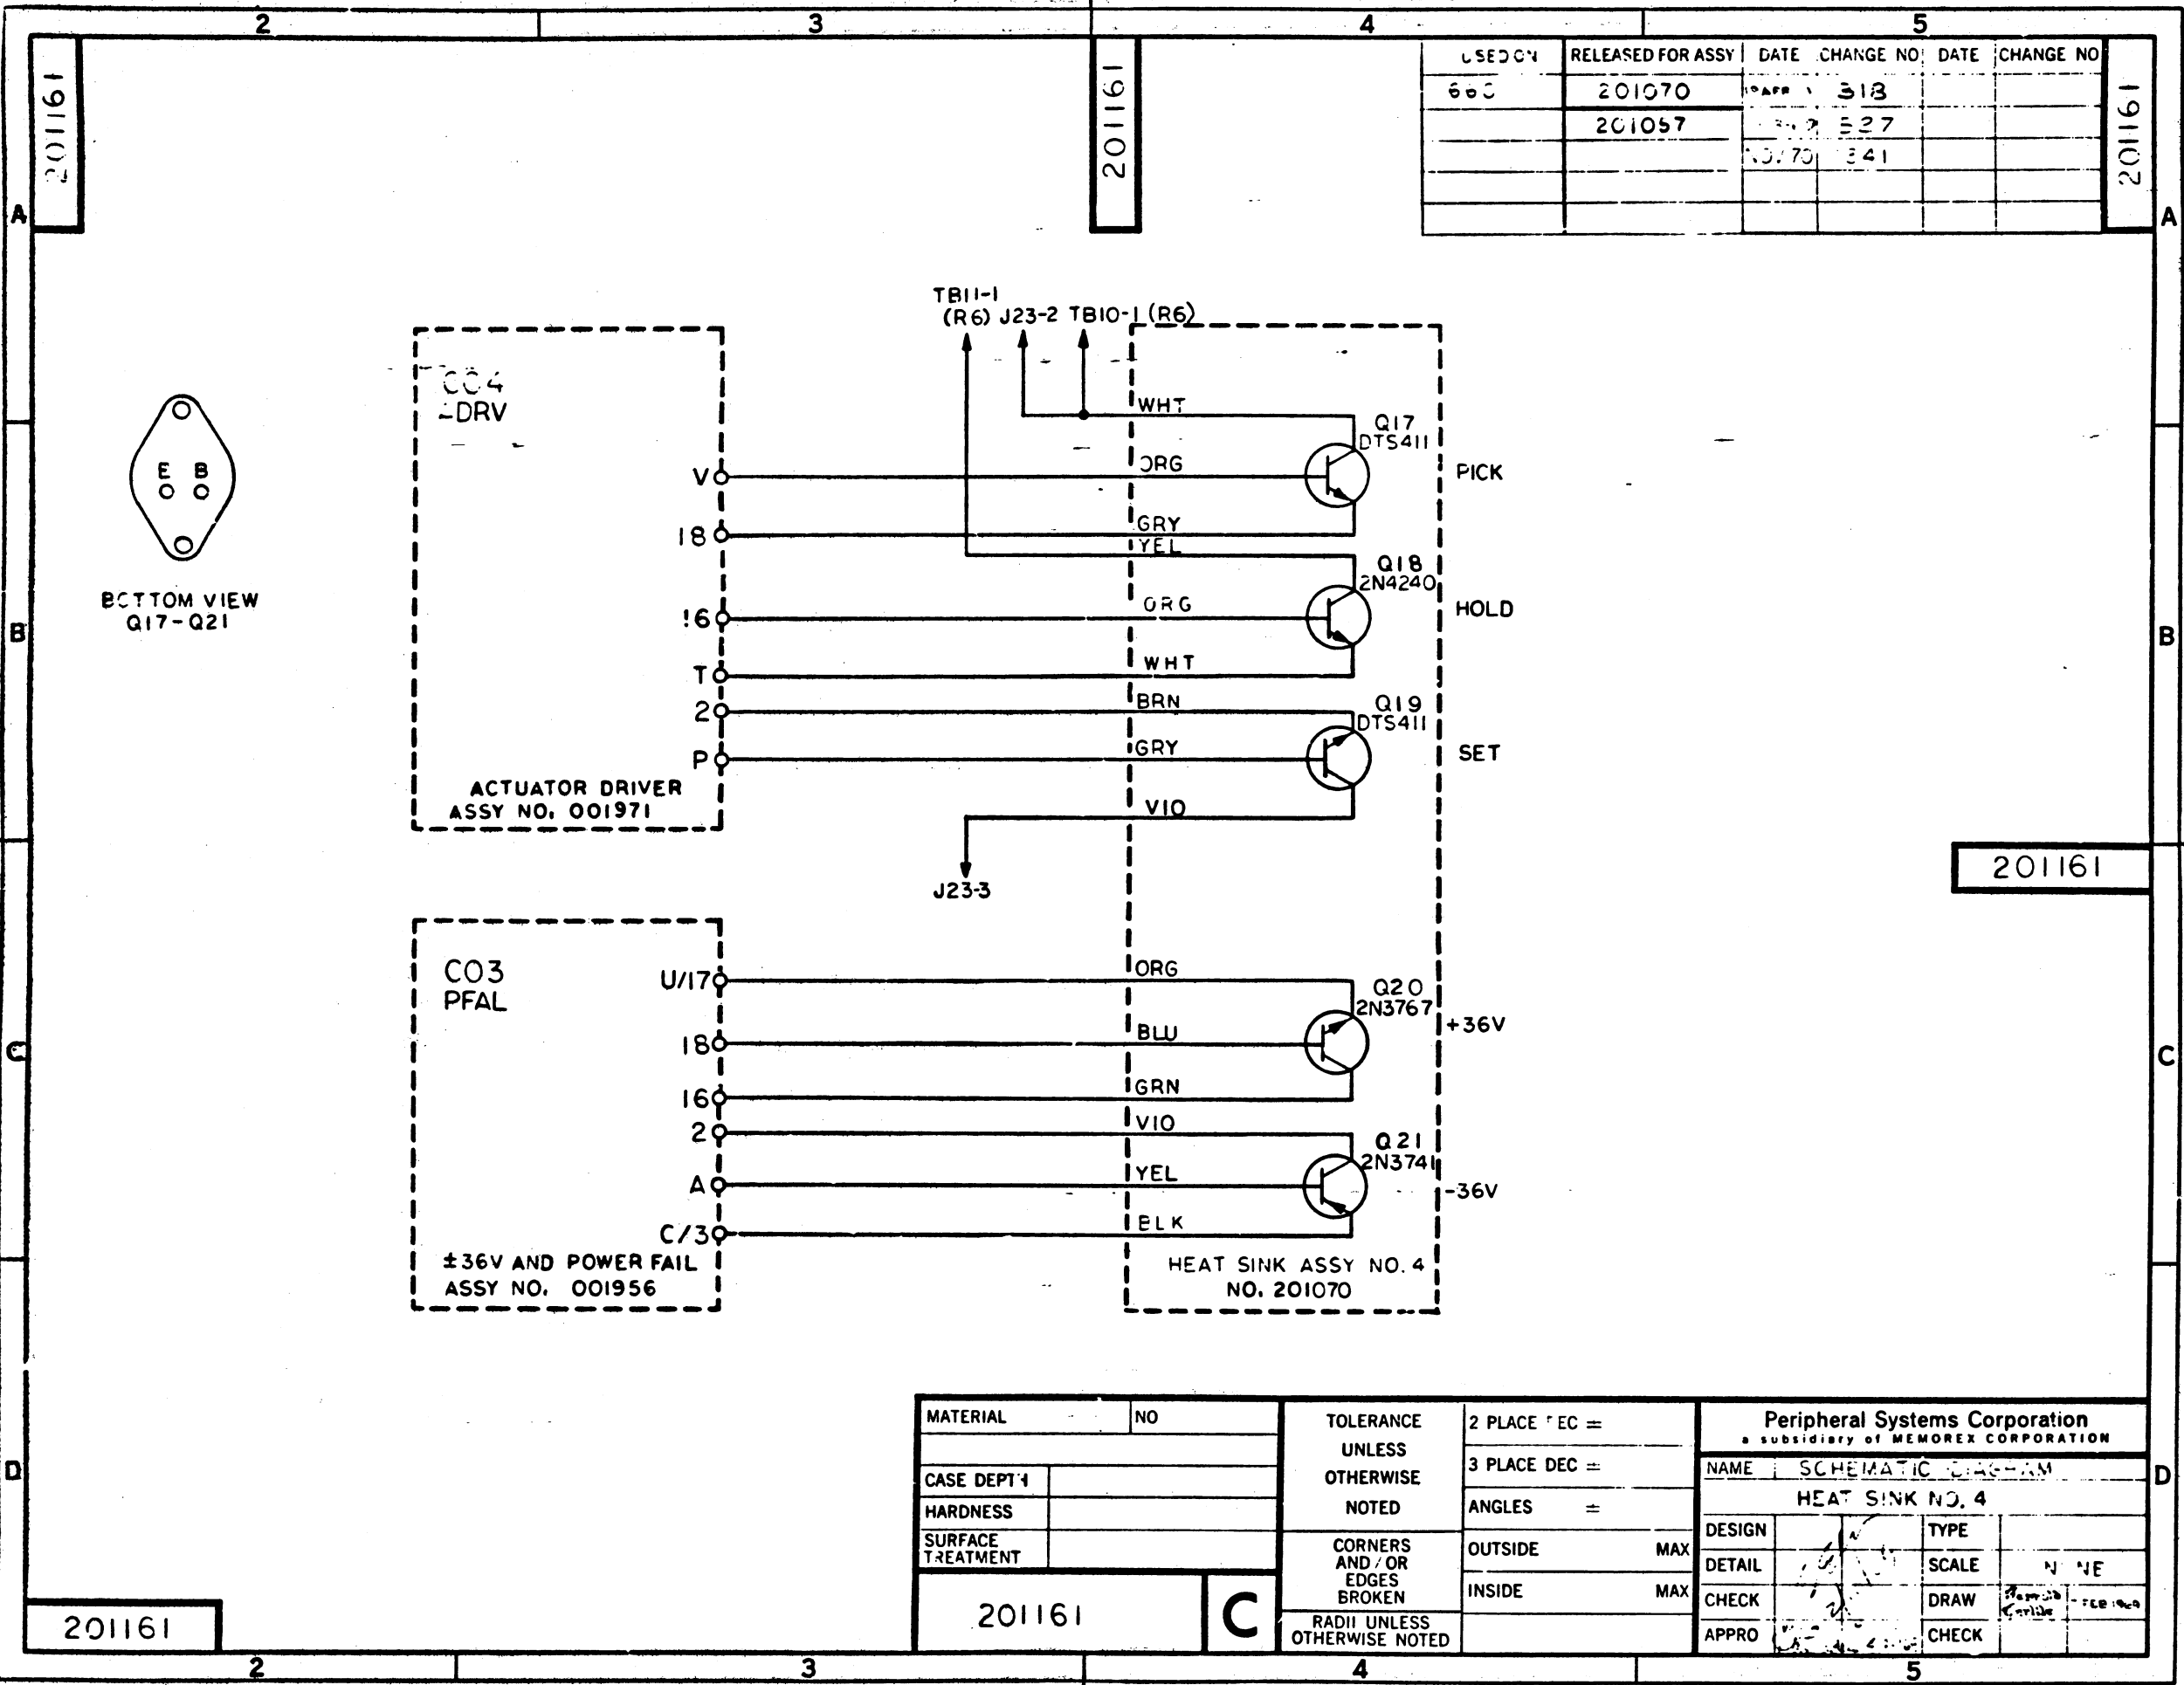 2 3 4 5
201161
201161
201161
RELEASED FOR ASSY DATE CHANGE NO DATE CHANGE NO
201070 318
201057
A
A
TB11-1
(R6) J23-2 TB10-1 (R6)
DRV
V
18
T
2
P
ACTUATOR DRIVER
ASSY NO. 001971
E B
BOTTOM VIEW
Q17-Q21
WHT
Q17
DTS411
ORG
PICK
GRY
YEL
Q18
2N4240
ORG
HOLD
WHT
BRN
Q19
DTS411
GRY
SET
VIO
J23-3
B
B
201161
C03
PFAL
U/17
18
16
2
A
C/3
±36V AND POWER FAIL
ASSY NO. 001956
ORG
Q20
2N3767
+36V
BLU
GRN
VIO
Q21
2N3741
YEL
-36V
BLK
HEAT SINK ASSY NO. 4
NO. 201070
C
C
MATERIAL NO
CASE DEPTH
HARDNESS
SURFACE
TREATMENT
201161 C
TOLERANCE
UNLESS
OTHERWISE
NOTED
CORNERS
AND/OR
EDGES
BROKEN
RADII UNLESS
OTHERWISE NOTED
2 PLACE DEC =
3 PLACE DEC =
ANGLES =
OUTSIDE MAX
INSIDE MAX
Peripheral Systems Corporation
a subsidiary of MEMOREX CORPORATION
NAME SCHEMATIC DIAGRAM
HEAT SINK NO. 4
DESIGN TYPE
DETAIL SCALE NONE
CHECK DRAW
APPRO CHECK
D
D
201161
2 3 4 5